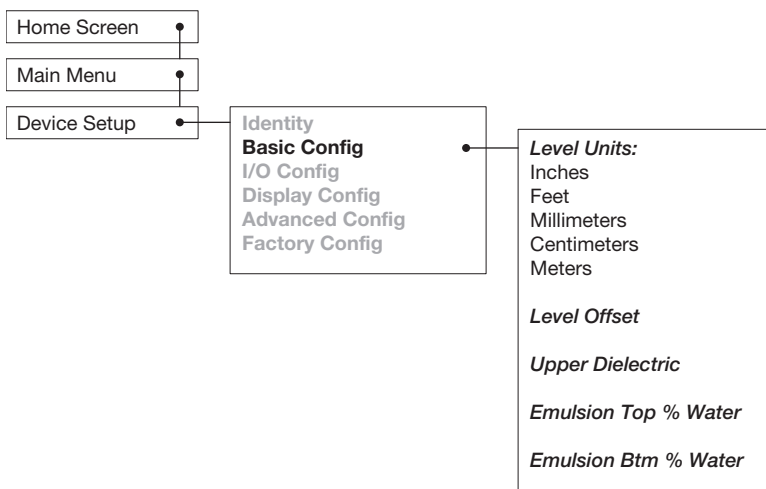 Home Screen
Main Menu
Device Setup
Identity
Basic Config
I/O Config
Display Config
Advanced Config
Factory Config
Level Units:
Inches
Feet
Millimeters
Centimeters
Meters
Level Offset
Upper Dielectric
Emulsion Top % Water
Emulsion Btm % Water